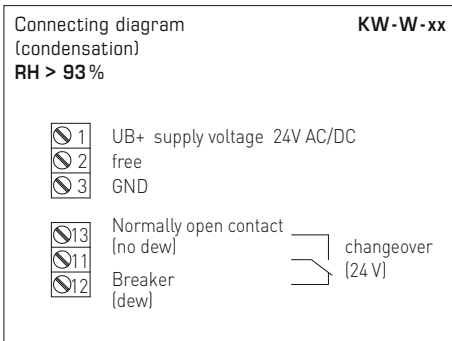 Connecting diagram KW-W-xx
(condensation)
RH > 93%
1 UB+ supply voltage 24V AC/DC
2 free
3 GND
13 Normally open contact
(no dew)
11
12 Breaker
(dew)
changeover
(24 V)